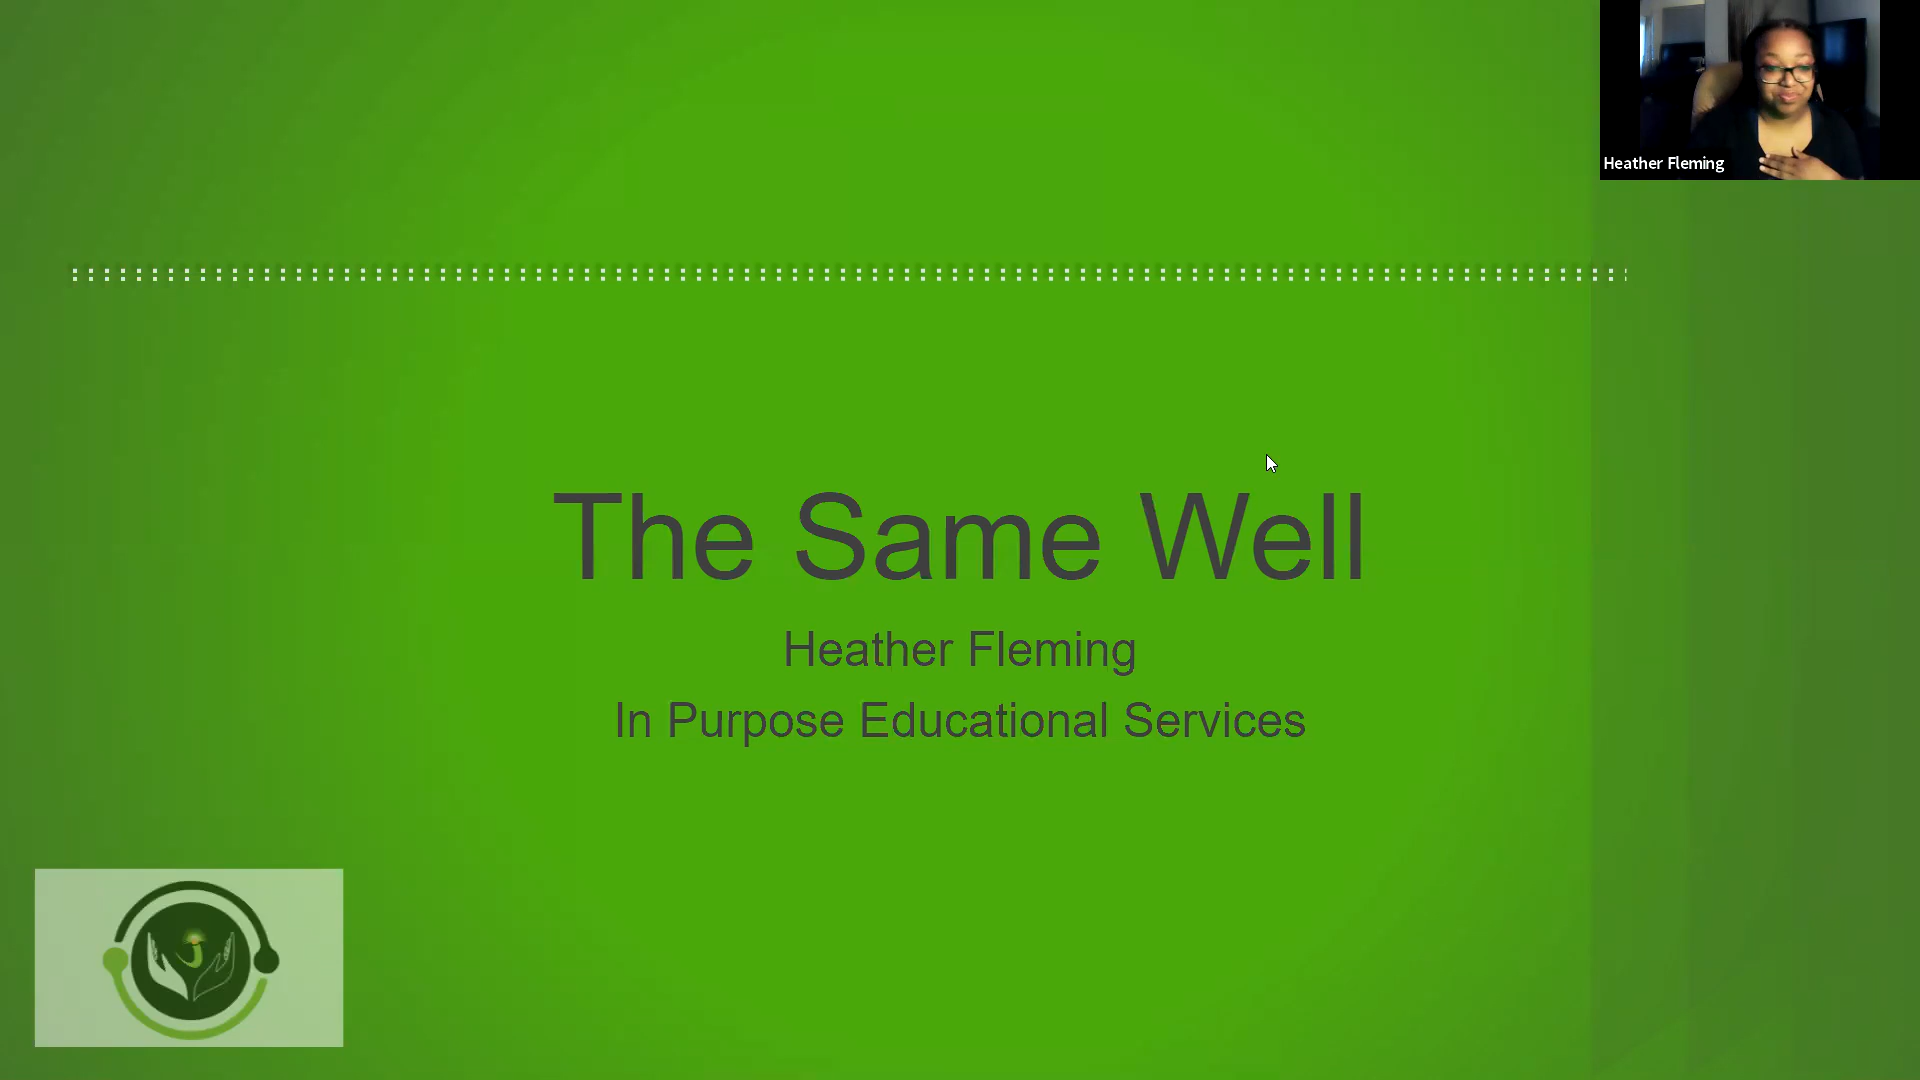 Heather Fleming
The Same Well
Heather Fleming
In Purpose Educational Services